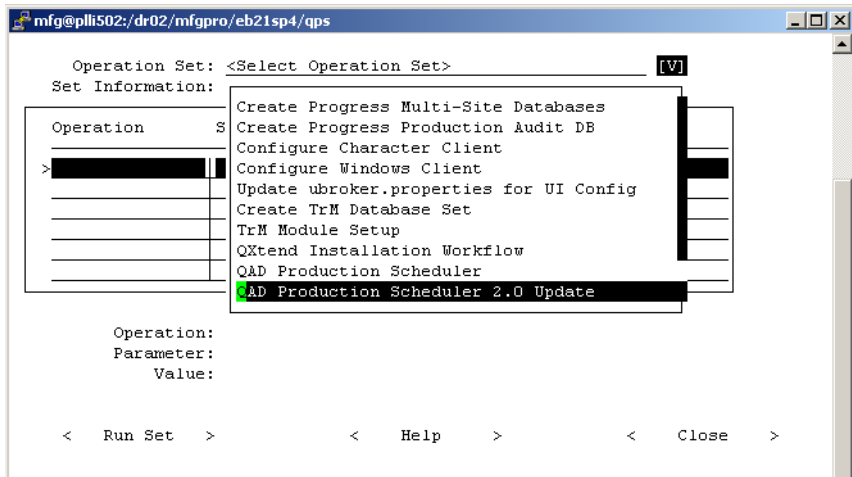 mfg@plli502:/dr02/mfgpro/eb21sp4/qps
Operation Set: <Select Operation Set> [V]
Set Information:
Create Progress Multi-Site Databases
Operation S Create Progress Production Audit DB
Configure Character Client
> Configure Windows Client
Update ubroker.properties for UI Config
Create TrM Database Set
TrM Module Setup
QXtend Installation Workflow
QAD Production Scheduler
QAD Production Scheduler 2.0 Update
Operation:
Parameter:
Value:
< Run Set > < Help > < Close >